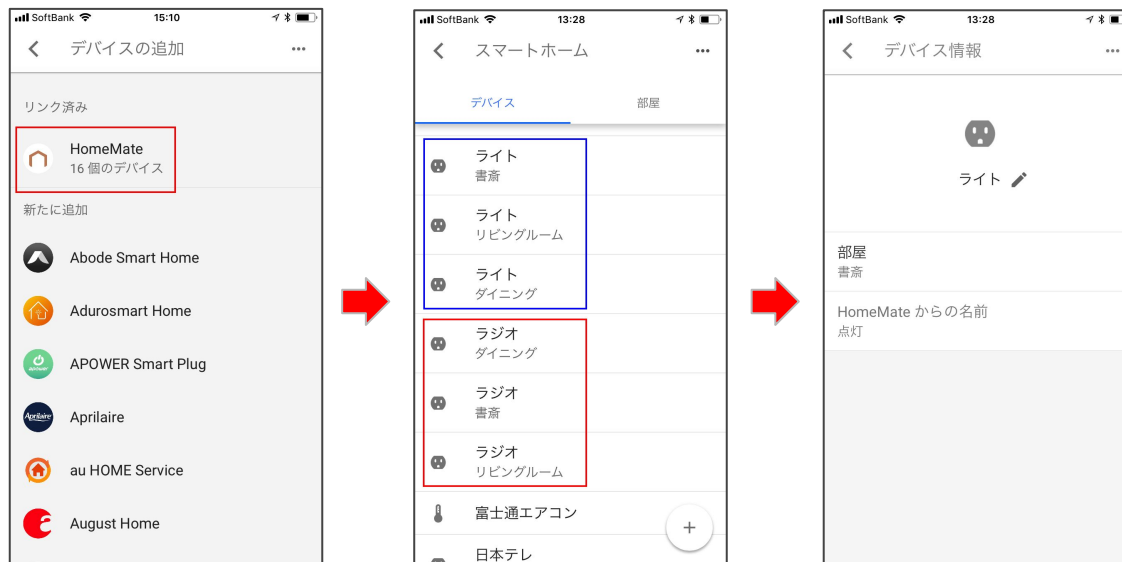 SoftBank 15:10
デバイスの追加
リンク済み
HomeMate
16 個のデバイス
新たに追加
Abode Smart Home
Adurosmart Home
APOWER Smart Plug
Aprilaire
au HOME Service
August Home
SoftBank 13:28
スマートホーム
デバイス 部屋
ライト
書斎
ライト
リビングルーム
ライト
ダイニング
ラジオ
ダイニング
ラジオ
書斎
ラジオ
リビングルーム
富士通エアコン
日本テレ
SoftBank 13:28
デバイス情報
ライト
部屋
書斎
HomeMate からの名前
点灯